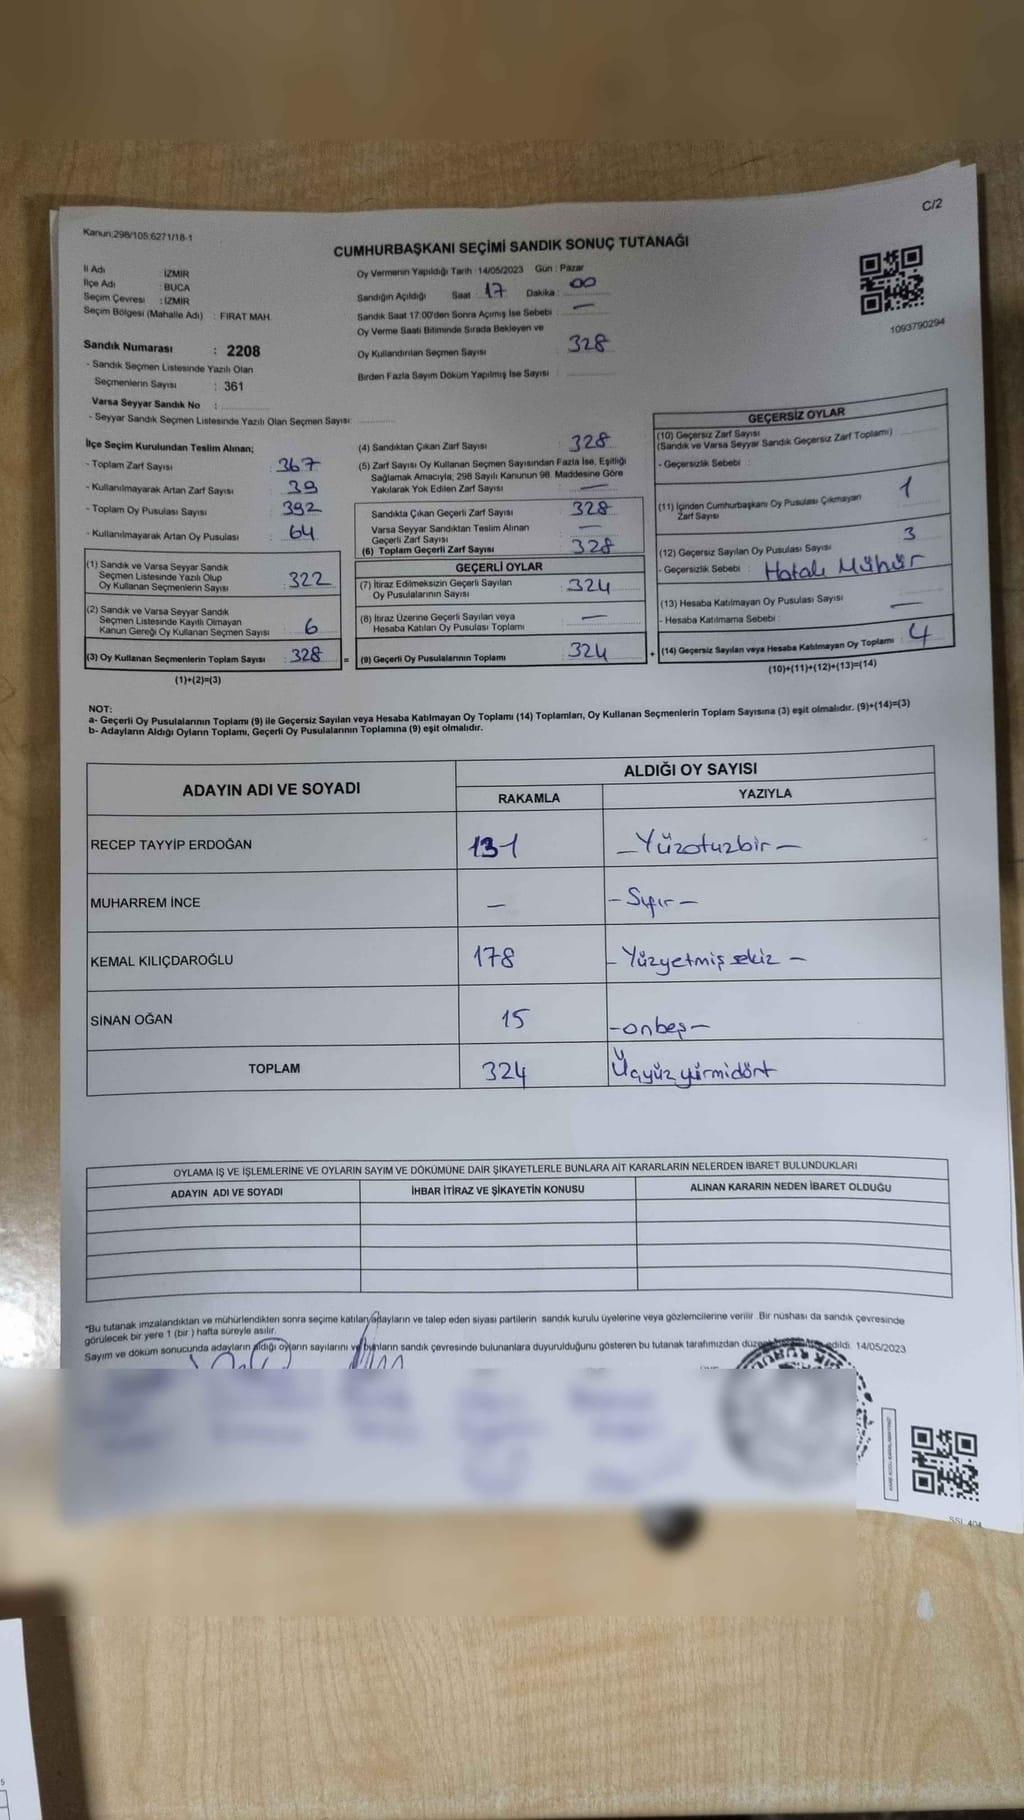 C/2
Kanun;298/105;6271/18-1
CUMHURBAŞKANI SEÇİMİ SANDIK SONUÇ TUTANAĞI
İl Adı : İZMİR
İlçe Adı : BUCA
Seçim Çevresi : İZMİR
Seçim Bölgesi (Mahalle Adı) : FIRAT MAH.
Oy Vermenin Yapıldığı Tarih : 14/05/2023 Gün : Pazar
Sandığın Açıldığı Saat : 17 Dakika : 00
Sandık Saat 17:00'den Sonra Açımış İse Sebebi : —
Oy Verme Saati Bitiminde Sırada Bekleyen ve
Oy Kullandırılan Seçmen Sayısı : 328
Birden Fazla Sayım Döküm Yapılmış İse Sayısı :
1093790294
Sandık Numarası : 2208
- Sandık Seçmen Listesinde Yazılı Olan
Seçmenlerin Sayısı : 361
Varsa Seyyar Sandık No :
- Seyyar Sandık Seçmen Listesinde Yazılı Olan Seçmen Sayısı:
İlçe Seçim Kurulundan Teslim Alınan;
- Toplam Zarf Sayısı : 367
- Kullanılmayarak Artan Zarf Sayısı : 39
- Toplam Oy Pusulası Sayısı : 392
- Kullanılmayarak Artan Oy Pusulası : 64
(1) Sandık ve Varsa Seyyar Sandık
Seçmen Listesinde Yazılı Olup
Oy Kullanan Seçmenlerin Sayısı : 322
(2) Sandık ve Varsa Seyyar Sandık
Seçmen Listesinde Kayıtlı Olmayan
Kanun Gereği Oy Kullanan Seçmen Sayısı : 6
(3) Oy Kullanan Seçmenlerin Toplam Sayısı : 328
(1)+(2)=(3)
(4) Sandıktan Çıkan Zarf Sayısı : 328
(5) Zarf Sayısı Oy Kullanan Seçmen Sayısından Fazla İse, Eşitliği
Sağlamak Amacıyla, 298 Sayılı Kanunun 98. Maddesine Göre
Yakılarak Yok Edilen Zarf Sayısı : —
Sandıkta Çıkan Geçerli Zarf Sayısı : 328
Varsa Seyyar Sandıktan Teslim Alınan
Geçerli Zarf Sayısı : —
(6) Toplam Geçerli Zarf Sayısı : 328
GEÇERLİ OYLAR
(7) İtiraz Edilmeksizin Geçerli Sayılan
Oy Pusulalarının Sayısı : 324
(8) İtiraz Üzerine Geçerli Sayılan veya
Hesaba Katılan Oy Pusulası Toplamı : —
= (9) Geçerli Oy Pusulalarının Toplamı : 324
GEÇERSİZ OYLAR
(10) Geçersiz Zarf Sayısı
(Sandık ve Varsa Seyyar Sandık Geçersiz Zarf Toplamı)
- Geçersizlik Sebebi :
(11) İçinden Cumhurbaşkanı Oy Pusulası Çıkmayan
Zarf Sayısı : 1
(12) Geçersiz Sayılan Oy Pusulası Sayısı : 3
- Geçersizlik Sebebi : Hatalı Mühür
(13) Hesaba Katılmayan Oy Pusulası Sayısı : —
- Hesaba Katılmama Sebebi :
+ (14) Geçersiz Sayılan veya Hesaba Katılmayan Oy Toplamı : 4
(10)+(11)+(12)+(13)=(14)
NOT:
a- Geçerli Oy Pusulalarının Toplamı (9) ile Geçersiz Sayılan veya Hesaba Katılmayan Oy Toplamı (14) Toplamları, Oy Kullanan Seçmenlerin Toplam Sayısına (3) eşit olmalıdır. (9)+(14)=(3)
b- Adayların Aldığı Oyların Toplamı, Geçerli Oy Pusulalarının Toplamına (9) eşit olmalıdır.
ADAYIN ADI VE SOYADI
ALDIĞI OY SAYISI
RAKAMLA YAZIYLA
RECEP TAYYİP ERDOĞAN 131 – Yüzotuzbir –
MUHARREM İNCE — – Sıfır –
KEMAL KILIÇDAROĞLU 178 – Yüzyetmişsekiz –
SİNAN OĞAN 15 – onbeş –
TOPLAM 324 Üçyüzyirmidört
OYLAMA İŞ VE İŞLEMLERİNE VE OYLARIN SAYIM VE DÖKÜMÜNE DAİR ŞİKAYETLERLE BUNLARA AİT KARARLARIN NELERDEN İBARET BULUNDUKLARI
ADAYIN ADI VE SOYADI İHBAR İTİRAZ VE ŞİKAYETİN KONUSU ALINAN KARARIN NEDEN İBARET OLDUĞU
*Bu tutanak imzalandıktan ve mühürlendikten sonra seçime katılan adayların ve talep eden siyasi partilerin sandık kurulu üyelerine veya gözlemcilerine verilir. Bir nüshası da sandık çevresinde
görülecek bir yere 1 (bir) hafta süreyle asılır.
Sayım ve döküm sonucunda adayların aldığı oyların sayılarını ve bunların sandık çevresinde bulunanlara duyurulduğunu gösteren bu tutanak tarafımızdan edildi. 14/05/2023
SSL 404